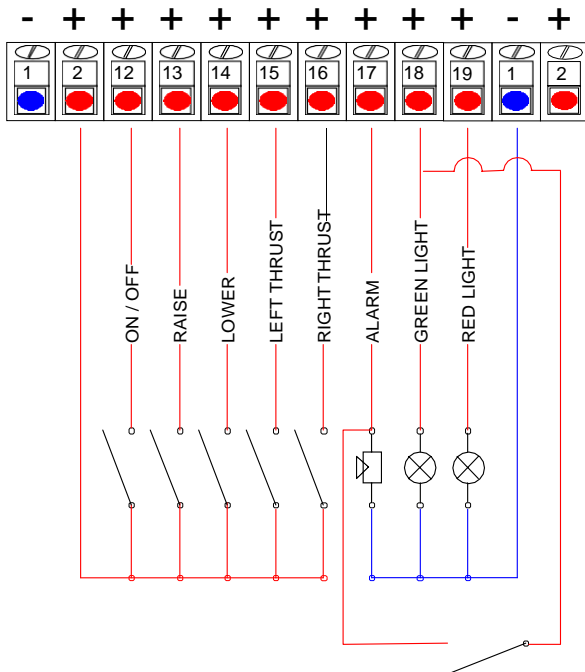 - + + + + + + + + + - +
1 2 12 13 14 15 16 17 18 19 1 2
ON / OFF
RAISE
LOWER
LEFT THRUST
RIGHT THRUST
ALARM
GREEN LIGHT
RED LIGHT